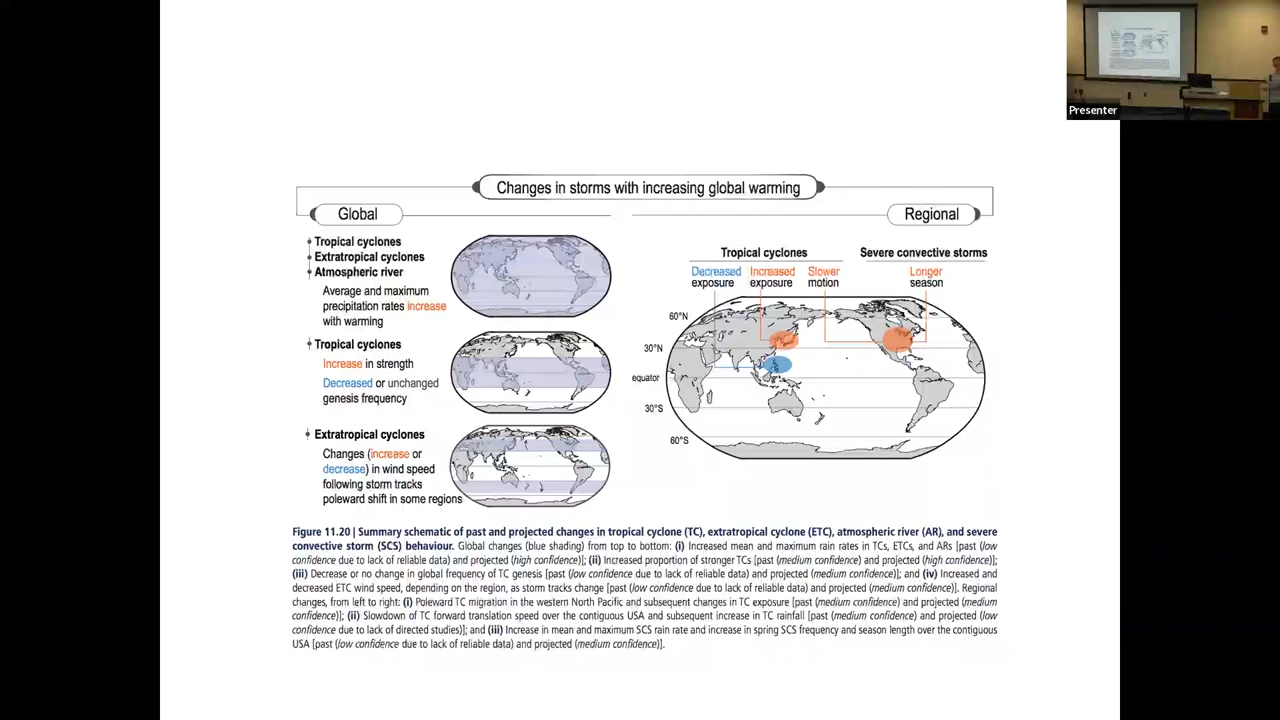 Presenter
Changes in storms with increasing global warming
Global
Regional
Tropical cyclones
Extratropical cyclones
Atmospheric river
Average and maximum
precipitation rates increase
with warming
Tropical cyclones
Increase in strength
Decreased or unchanged
genesis frequency
Extratropical cyclones
Changes (increase or
decrease) in wind speed
following storm tracks
poleward shift in some regions
Tropical cyclones
Severe convective storms
Decreased
exposure
Increased
exposure
Slower
motion
Longer
season
60°N
30°N
equator
30°S
60°S
Figure 11.20 | Summary schematic of past and projected changes in tropical cyclone (TC), extratropical cyclone (ETC), atmospheric river (AR), and severe
convective storm (SCS) behaviour. Global changes (blue shading) from top to bottom: (i) Increased mean and maximum rain rates in TCs, ETCs, and ARs [past (low
confidence due to lack of reliable data) and projected (high confidence)]; (ii) Increased proportion of stronger TCs [past (medium confidence) and projected (high confidence)];
(iii) Decrease or no change in global frequency of TC genesis [past (low confidence due to lack of reliable data) and projected (medium confidence)]; and (iv) Increased and
decreased ETC wind speed, depending on the region, as storm tracks change [past (low confidence due to lack of reliable data) and projected (medium confidence)]. Regional
changes, from left to right: (i) Poleward TC migration in the western North Pacific and subsequent changes in TC exposure [past (medium confidence) and projected (medium
confidence)]; (ii) Slowdown of TC forward translation speed over the contiguous USA and subsequent increase in TC rainfall [past (medium confidence) and projected (low
confidence due to lack of directed studies)]; and (iii) Increase in mean and maximum SCS rain rate and increase in spring SCS frequency and season length over the contiguous
USA [past (low confidence due to lack of reliable data) and projected (medium confidence)].